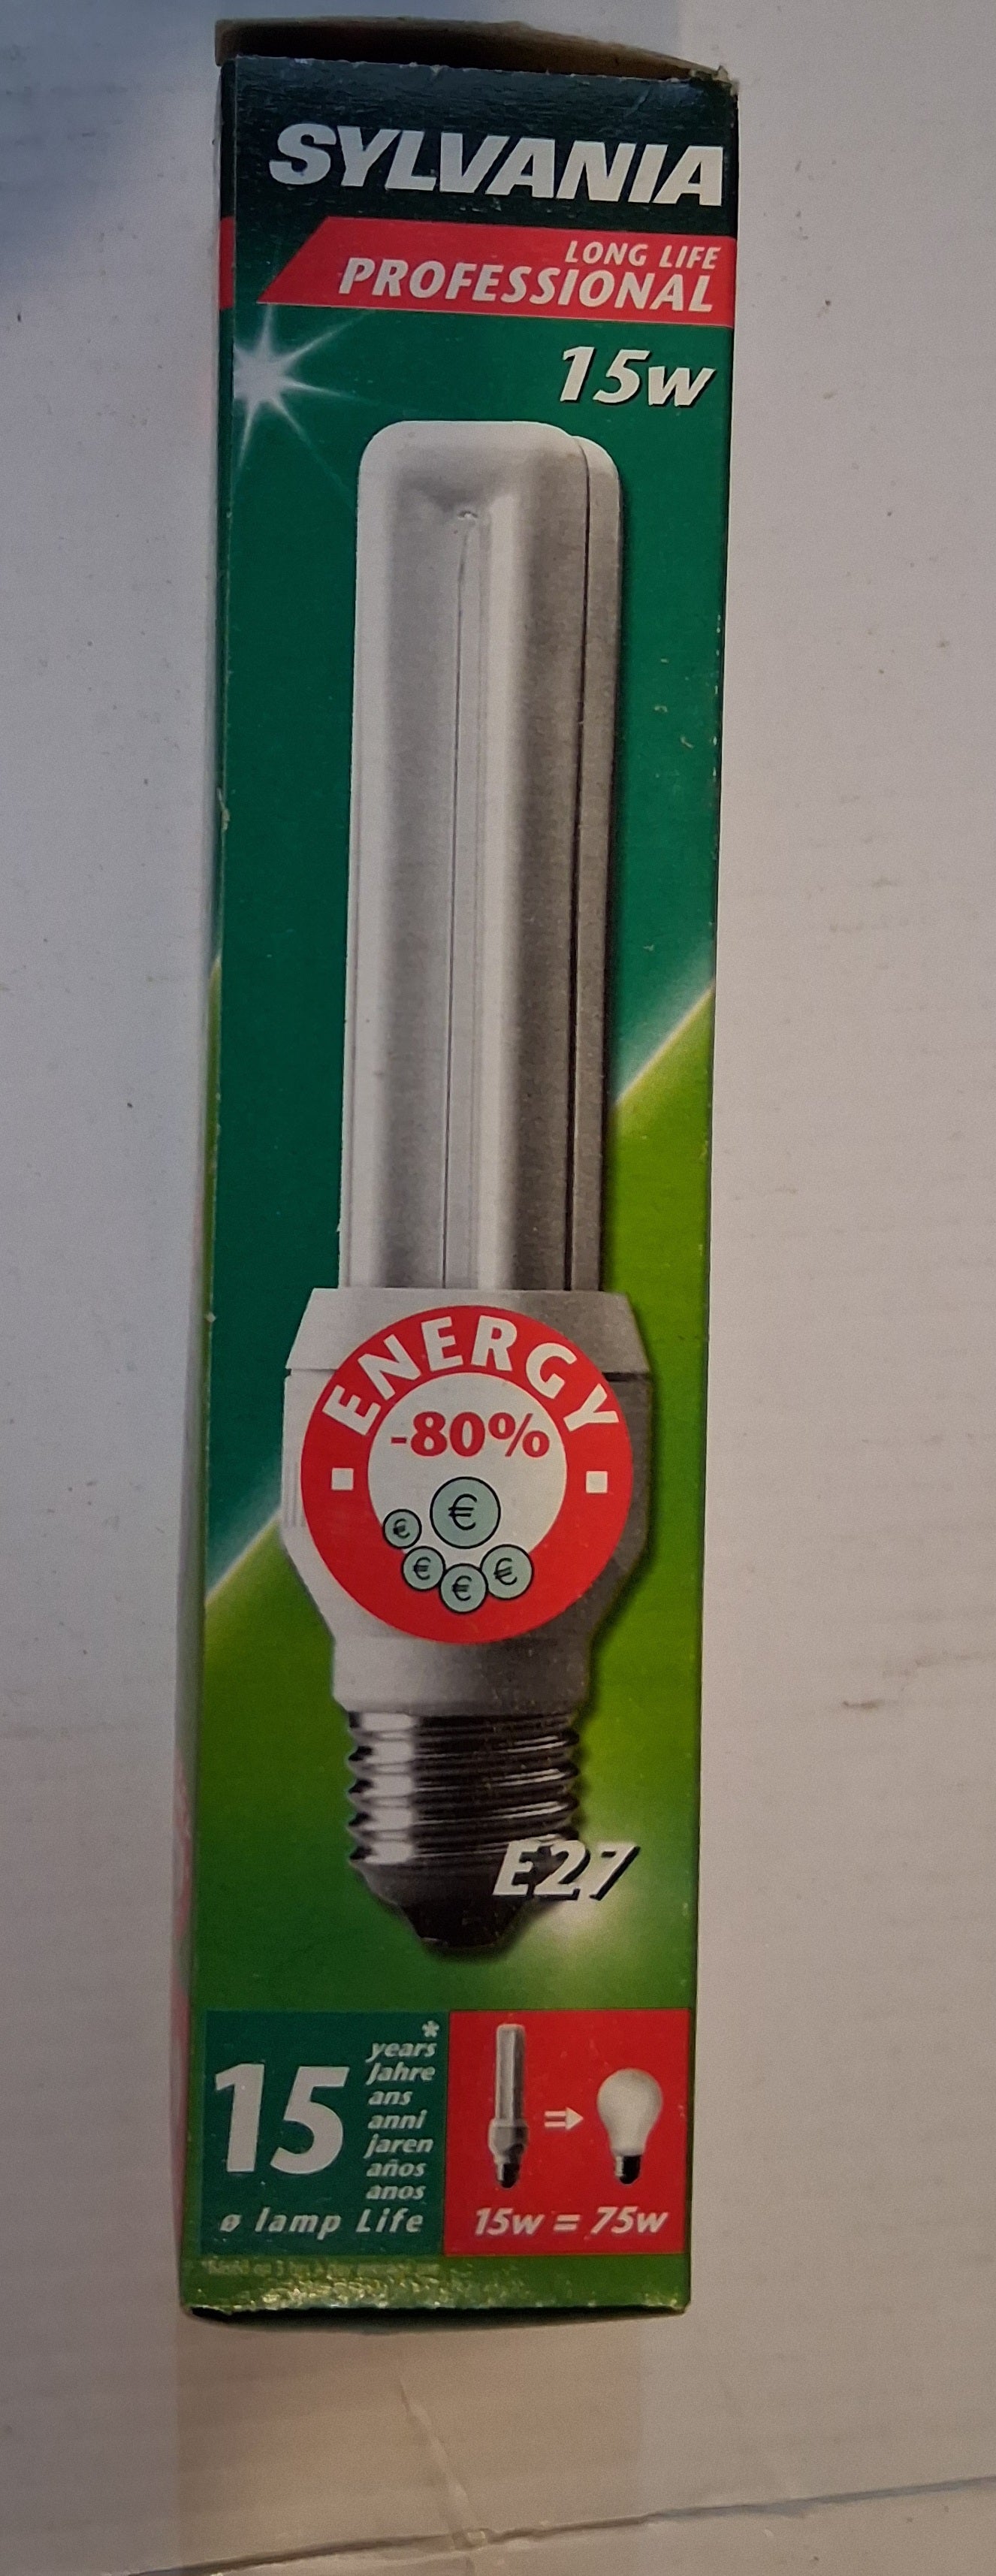 SYLVANIA
LONG LIFE
PROFESSIONAL
15w
ENERGY
-80%
€
€
€
€
€
E27
15
*
years
Jahre
ans
anni
jaren
años
anos
ø lamp Life
15w = 75w